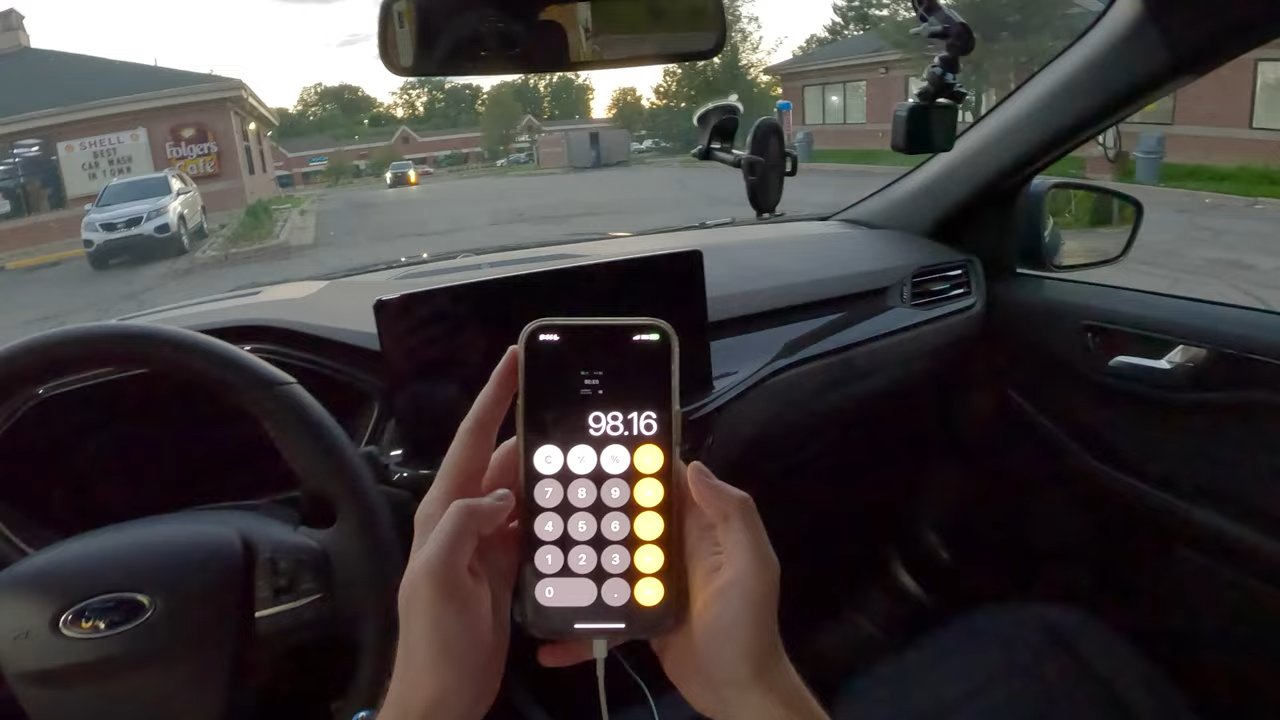 SHELL
BEST
CAR WASH
IN TOWN
Folgers
Café
98.16
C % 
7 8 9
4 5 6
1 2 3
0 .
Ford